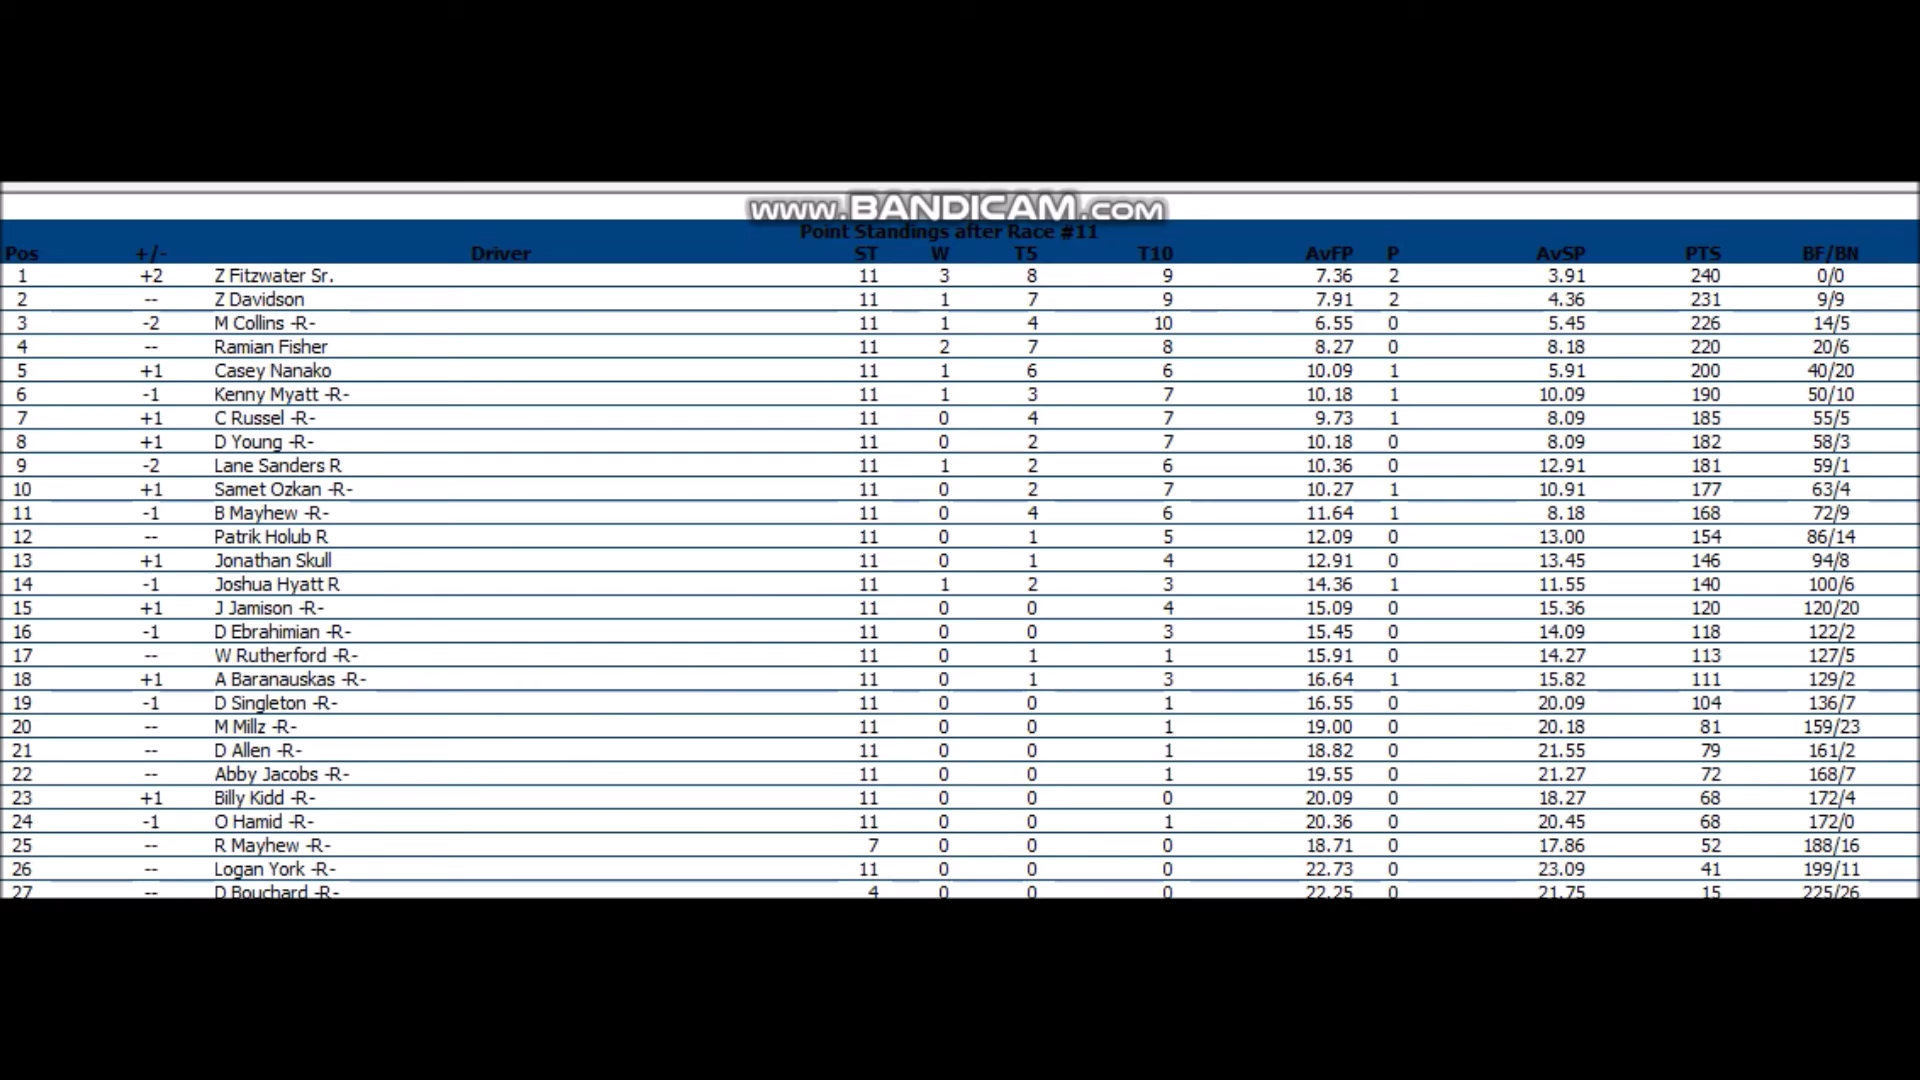 www.BANDICAM.com
Point Standings after Race #11
Pos +/- Driver ST W T5 T10 AvFP P AvSP PTS BF/BN
1 +2 Z Fitzwater Sr. 11 3 8 9 7.36 2 3.91 240 0/0
2 -- Z Davidson 11 1 7 9 7.91 2 4.36 231 9/9
3 -2 M Collins -R- 11 1 4 10 6.55 0 5.45 226 14/5
4 -- Ramian Fisher 11 2 7 8 8.27 0 8.18 220 20/6
5 +1 Casey Nanako 11 1 6 6 10.09 1 5.91 200 40/20
6 -1 Kenny Myatt -R- 11 1 3 7 10.18 1 10.09 190 50/10
7 +1 C Russel -R- 11 0 4 7 9.73 1 8.09 185 55/5
8 +1 D Young -R- 11 0 2 7 10.18 0 8.09 182 58/3
9 -2 Lane Sanders R 11 1 2 6 10.36 0 12.91 181 59/1
10 +1 Samet Ozkan -R- 11 0 2 7 10.27 1 10.91 177 63/4
11 -1 B Mayhew -R- 11 0 4 6 11.64 1 8.18 168 72/9
12 -- Patrik Holub R 11 0 1 5 12.09 0 13.00 154 86/14
13 +1 Jonathan Skull 11 0 1 4 12.91 0 13.45 146 94/8
14 -1 Joshua Hyatt R 11 1 2 3 14.36 1 11.55 140 100/6
15 +1 J Jamison -R- 11 0 0 4 15.09 0 15.36 120 120/20
16 -1 D Ebrahimian -R- 11 0 0 3 15.45 0 14.09 118 122/2
17 -- W Rutherford -R- 11 0 1 1 15.91 0 14.27 113 127/5
18 +1 A Baranauskas -R- 11 0 1 3 16.64 1 15.82 111 129/2
19 -1 D Singleton -R- 11 0 0 1 16.55 0 20.09 104 136/7
20 -- M Millz -R- 11 0 0 1 19.00 0 20.18 81 159/23
21 -- D Allen -R- 11 0 0 1 18.82 0 21.55 79 161/2
22 -- Abby Jacobs -R- 11 0 0 1 19.55 0 21.27 72 168/7
23 +1 Billy Kidd -R- 11 0 0 0 20.09 0 18.27 68 172/4
24 -1 O Hamid -R- 11 0 0 1 20.36 0 20.45 68 172/0
25 -- R Mayhew -R- 7 0 0 0 18.71 0 17.86 52 188/16
26 -- Logan York -R- 11 0 0 0 22.73 0 23.09 41 199/11
27 -- D Bouchard -R- 4 0 0 0 22.25 0 21.75 15 225/26